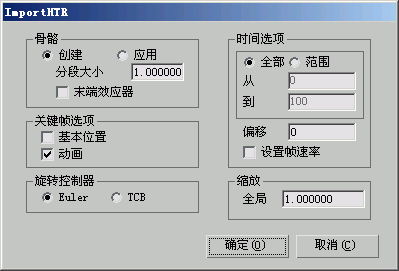 ImportHTR
骨骼
创建 应用
分段大小 1.000000
末端效应器
关键帧选项
基本位置
动画
旋转控制器
Euler TCB
时间选项
全部 范围
从 0
到 100
偏移 0
设置帧速率
缩放
全局 1.000000
确定(O) 取消(C)